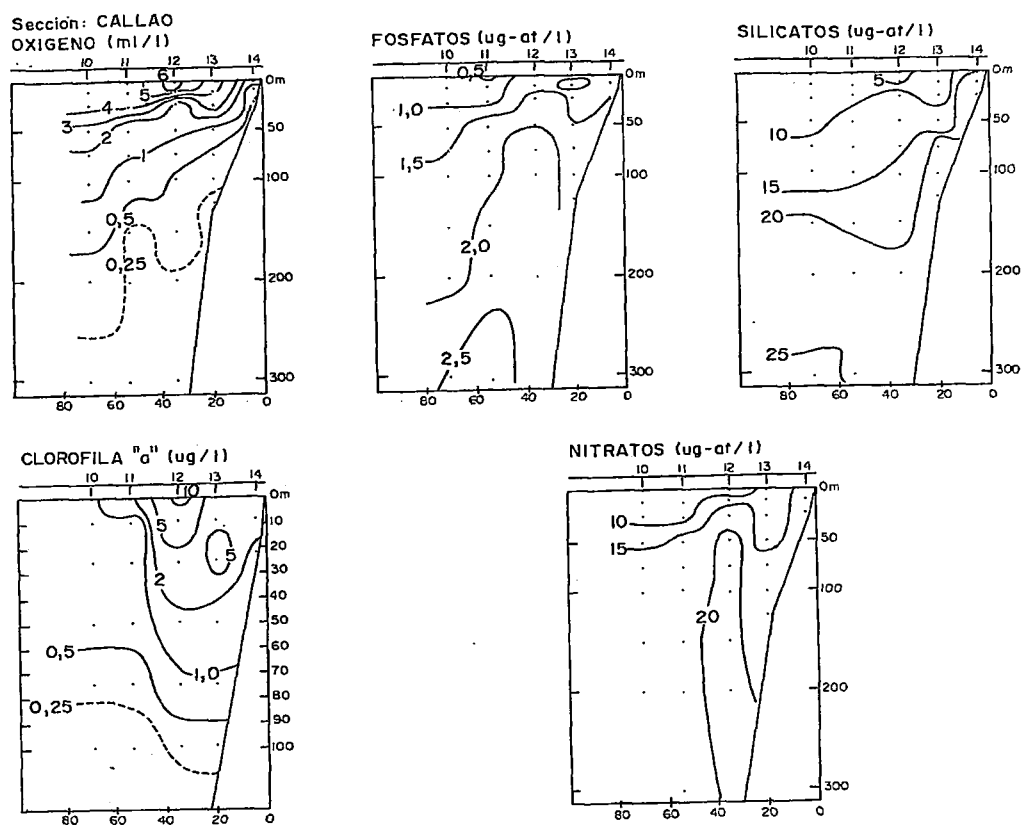 Sección: CALLAO
OXIGENO (ml/l)
10 11 12 13 14
6
5
4
3
2
1
0,5
0,25
0m
50
100
200
300
80 60 40 20 0
FOSFATOS (ug-at/l)
10 11 12 13 14
0,5
1,0
1,5
2,0
2,5
0m
50
100
200
300
80 60 40 20 0
SILICATOS (ug-at/l)
10 11 12 13 14
5
10
15
20
25
0m
50
100
200
300
80 60 40 20 0
CLOROFILA "a" (ug/l)
10 11 12 13 14
10
5
5
2
1,0
0,5
0,25
0m
10
20
30
40
50
60
70
80
90
100
80 60 40 20 0
NITRATOS (ug-at/l)
10 11 12 13 14
10
15
20
0m
50
100
200
300
80 60 40 20 0